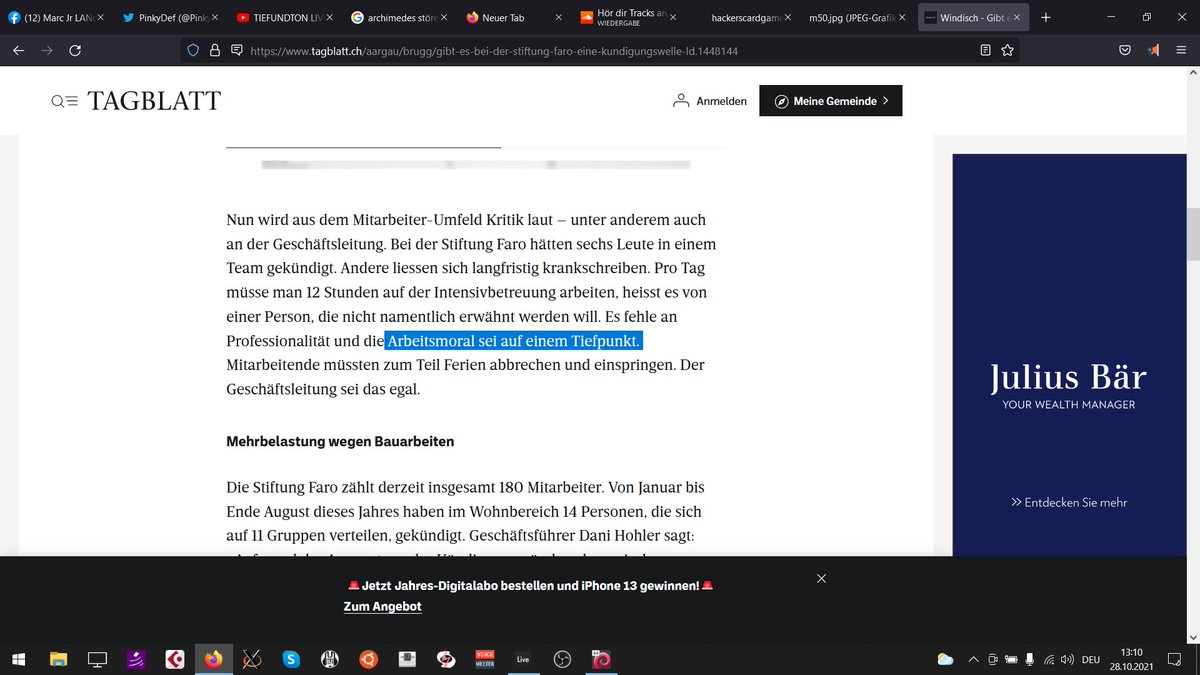 (12) Marc Jr LANd
PinkyDef (@Pinky
TIEFUNDTON LIV
archimedes störe
Neuer Tab
Hör dir Tracks an
WIEDERGABE
hackerscardgame
m50.jpg (JPEG-Grafik
Windisch - Gibt e
https://www.tagblatt.ch/aargau/brugg/gibt-es-bei-der-stiftung-faro-eine-kundigungswelle-ld.1448144
TAGBLATT
Anmelden
Meine Gemeinde
Nun wird aus dem Mitarbeiter-Umfeld Kritik laut – unter anderem auch
an der Geschäftsleitung. Bei der Stiftung Faro hätten sechs Leute in einem
Team gekündigt. Andere liessen sich langfristig krankschreiben. Pro Tag
müsse man 12 Stunden auf der Intensivbetreuung arbeiten, heisst es von
einer Person, die nicht namentlich erwähnt werden will. Es fehle an
Professionalität und die Arbeitsmoral sei auf einem Tiefpunkt.
Mitarbeitende müssten zum Teil Ferien abbrechen und einspringen. Der
Geschäftsleitung sei das egal.
Mehrbelastung wegen Bauarbeiten
Die Stiftung Faro zählt derzeit insgesamt 180 Mitarbeiter. Von Januar bis
Ende August dieses Jahres haben im Wohnbereich 14 Personen, die sich
auf 11 Gruppen verteilen, gekündigt. Geschäftsführer Dani Hohler sagt:
Julius Bär
YOUR WEALTH MANAGER
>> Entdecken Sie mehr
Jetzt Jahres-Digitalabo bestellen und iPhone 13 gewinnen!
Zum Angebot
VOICE
MEETER
Live
DEU
13:10
28.10.2021